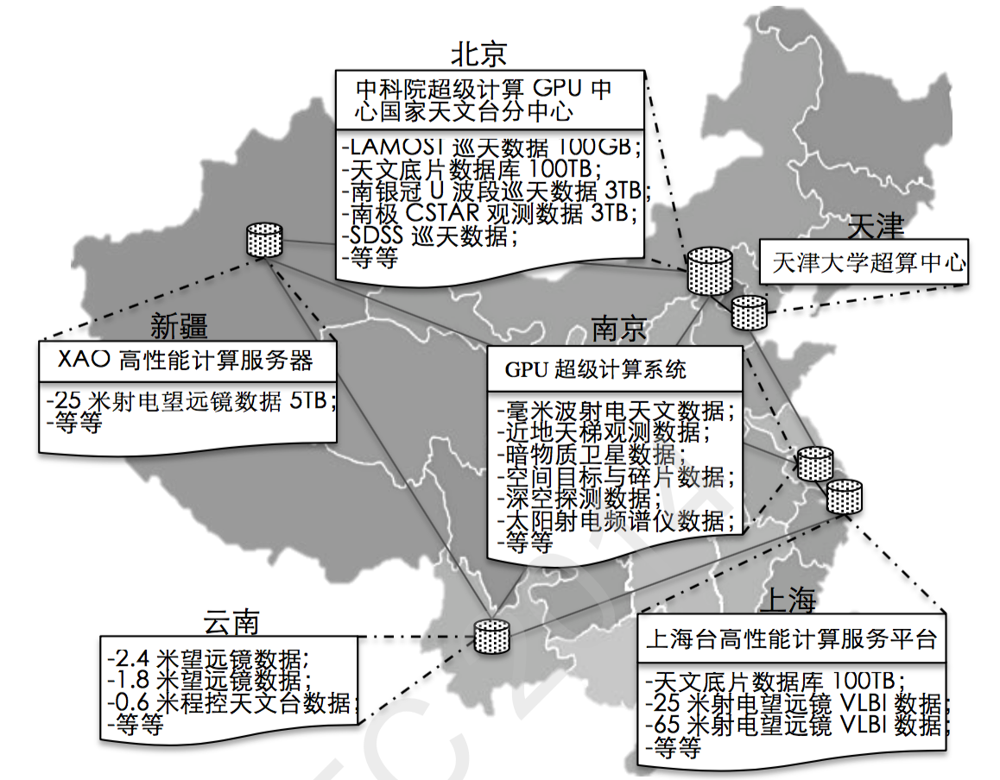 北京
中科院超级计算 GPU 中
心国家天文台分中心
-LAMOST 巡天数据 100GB;
-天文底片数据库 100TB;
-南银冠 U 波段巡天数据 3TB;
-南极 CSTAR 观测数据 3TB;
-SDSS 巡天数据;
-等等
天津
天津大学超算中心
新疆
XAO 高性能计算服务器
-25 米射电望远镜数据 5TB;
-等等
南京
GPU 超级计算系统
-毫米波射电天文数据;
-近地天梯观测数据;
-暗物质卫星数据;
-空间目标与碎片数据;
-深空探测数据;
-太阳射电频谱仪数据;
-等等
云南
-2.4 米望远镜数据;
-1.8 米望远镜数据;
-0.6 米程控天文台数据;
-等等
上海
上海台高性能计算服务平台
-天文底片数据库 100TB;
-25 米射电望远镜 VLBI 数据;
-65 米射电望远镜 VLBI 数据;
-等等